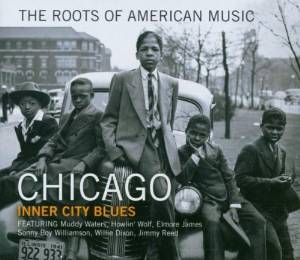 THE ROOTS OF AMERICAN MUSIC
CHICAGO
INNER CITY BLUES
FEATURING Muddy Waters, Howlin' Wolf, Elmore James
Sonny Boy Williamson, Willie Dixon, Jimmy Reed
ILLINOIS 1941
922 933